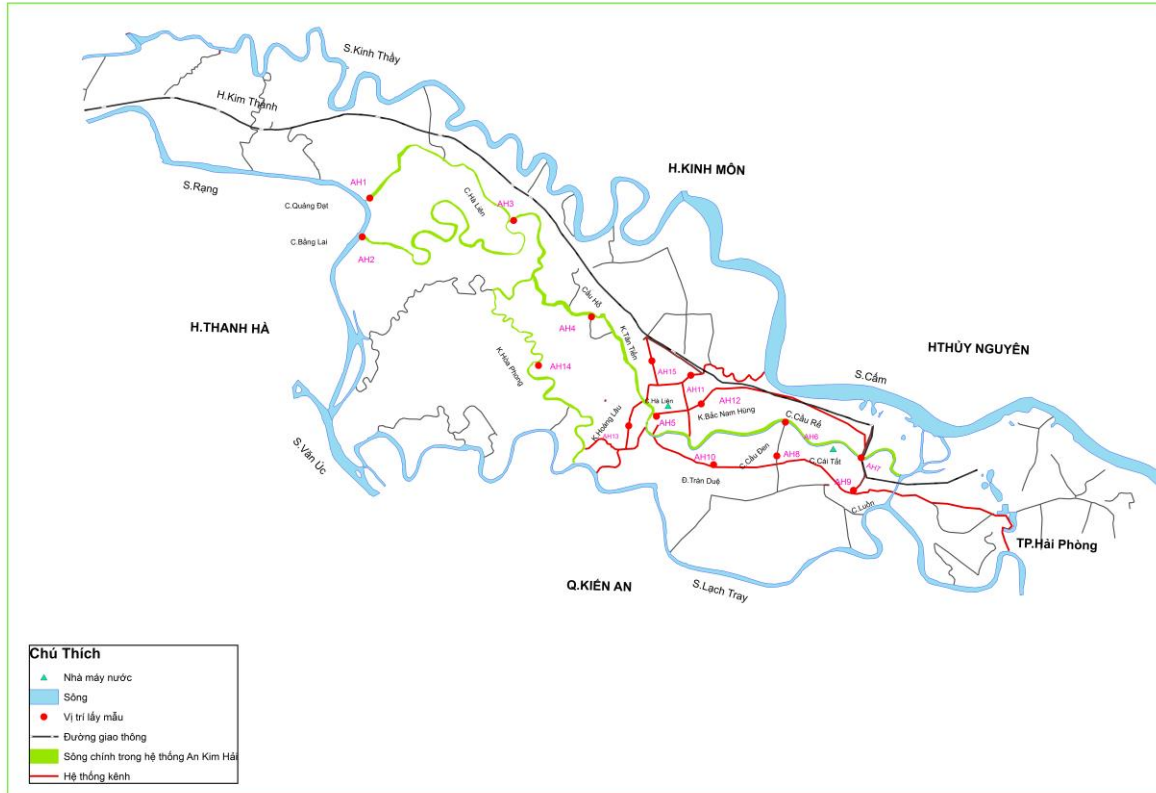 S.Kinh Thầy
H.Kim Thành
H.KINH MÔN
S.Rạng
AH1
C.Hà Liên
AH3
C.Quảng Đạt
C.Bằng Lai
AH2
H.THANH HÀ
Cầu Hỗ
AH4
K.Tân Tiến
HTHỦY NGUYÊN
K.Hòa Phong
AH14
AH15
S.Cấm
AH11
C.Hà Liên
AH12
K.Bắc Nam Hùng
AH5
C.Cầu Rế
K.Hoàng Lâu
AH13
AH6
S.Văn Úc
AH10
C.Cầu Đen
AH8
C.Cái Tắt
AH7
Đ.Tràn Duệ
AH9
C.Luồn
TP.Hải Phòng
Q.KIẾN AN
S.Lạch Tray
Chú Thích
Nhà máy nước
Sông
Vị trí lấy mẫu
Đường giao thông
Sông chính trong hệ thống An Kim Hải
Hệ thống kênh